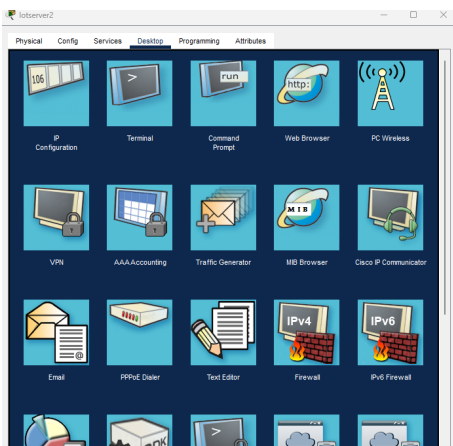 Iotserver2
Physical Config Services Desktop Programming Attributes
106
>
run
http:
IP
Configuration
Terminal
Command
Prompt
Web Browser
PC Wireless
MIB
VPN
AAA Accounting
Traffic Generator
MIB Browser
Cisco IP Communicator
@
IPv4
IPv6
Email
PPPoE Dialer
Text Editor
Firewall
IPv6 Firewall
>